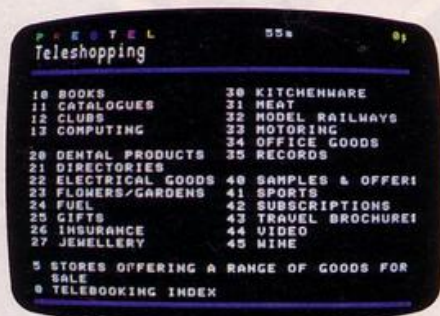 PRESTEL 55a 0p
Teleshopping
10 BOOKS
11 CATALOGUES
12 CLUBS
13 COMPUTING
20 DENTAL PRODUCTS
21 DIRECTORIES
22 ELECTRICAL GOODS
23 FLOWERS/GARDENS
24 FUEL
25 GIFTS
26 INSURANCE
27 JEWELLERY
30 KITCHENWARE
31 MEAT
32 MODEL RAILWAYS
33 MOTORING
34 OFFICE GOODS
35 RECORDS
40 SAMPLES & OFFERS
41 SPORTS
42 SUBSCRIPTIONS
43 TRAVEL BROCHURES
44 VIDEO
45 WINE
5 STORES OFFERING A RANGE OF GOODS FOR
SALE
0 TELEBOOKING INDEX